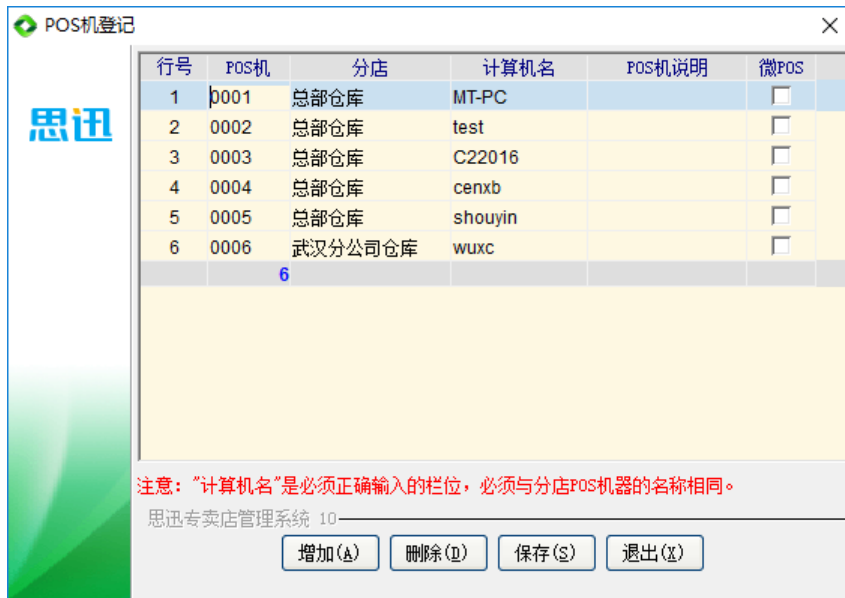 POS机登记
思迅
行号 POS机 分店 计算机名 POS机说明 微POS
1 0001 总部仓库 MT-PC
2 0002 总部仓库 test
3 0003 总部仓库 C22016
4 0004 总部仓库 cenxb
5 0005 总部仓库 shouyin
6 0006 武汉分公司仓库 wuxc
6
注意："计算机名"是必须正确输入的栏位，必须与分店POS机器的名称相同。
思迅专卖店管理系统 10
增加(A) 删除(D) 保存(S) 退出(X)